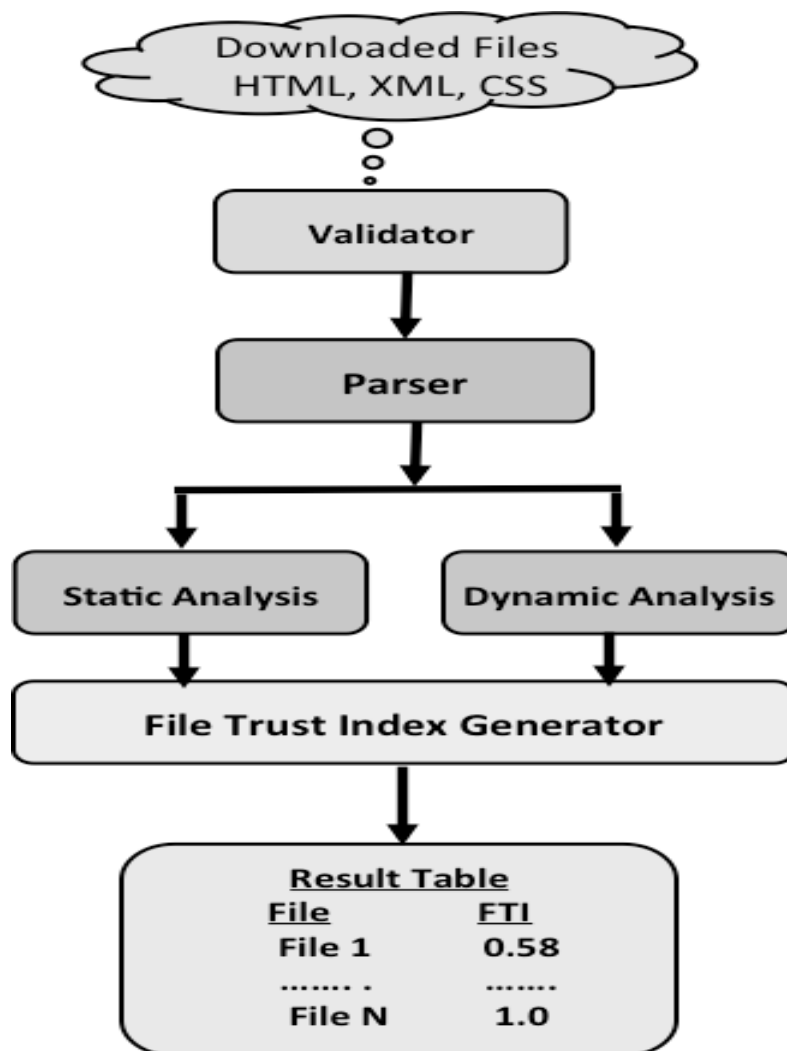 Downloaded Files
HTML, XML, CSS
Validator
Parser
Static Analysis
Dynamic Analysis
File Trust Index Generator
Result Table
File FTI
File 1 0.58
....... . .......
File N 1.0